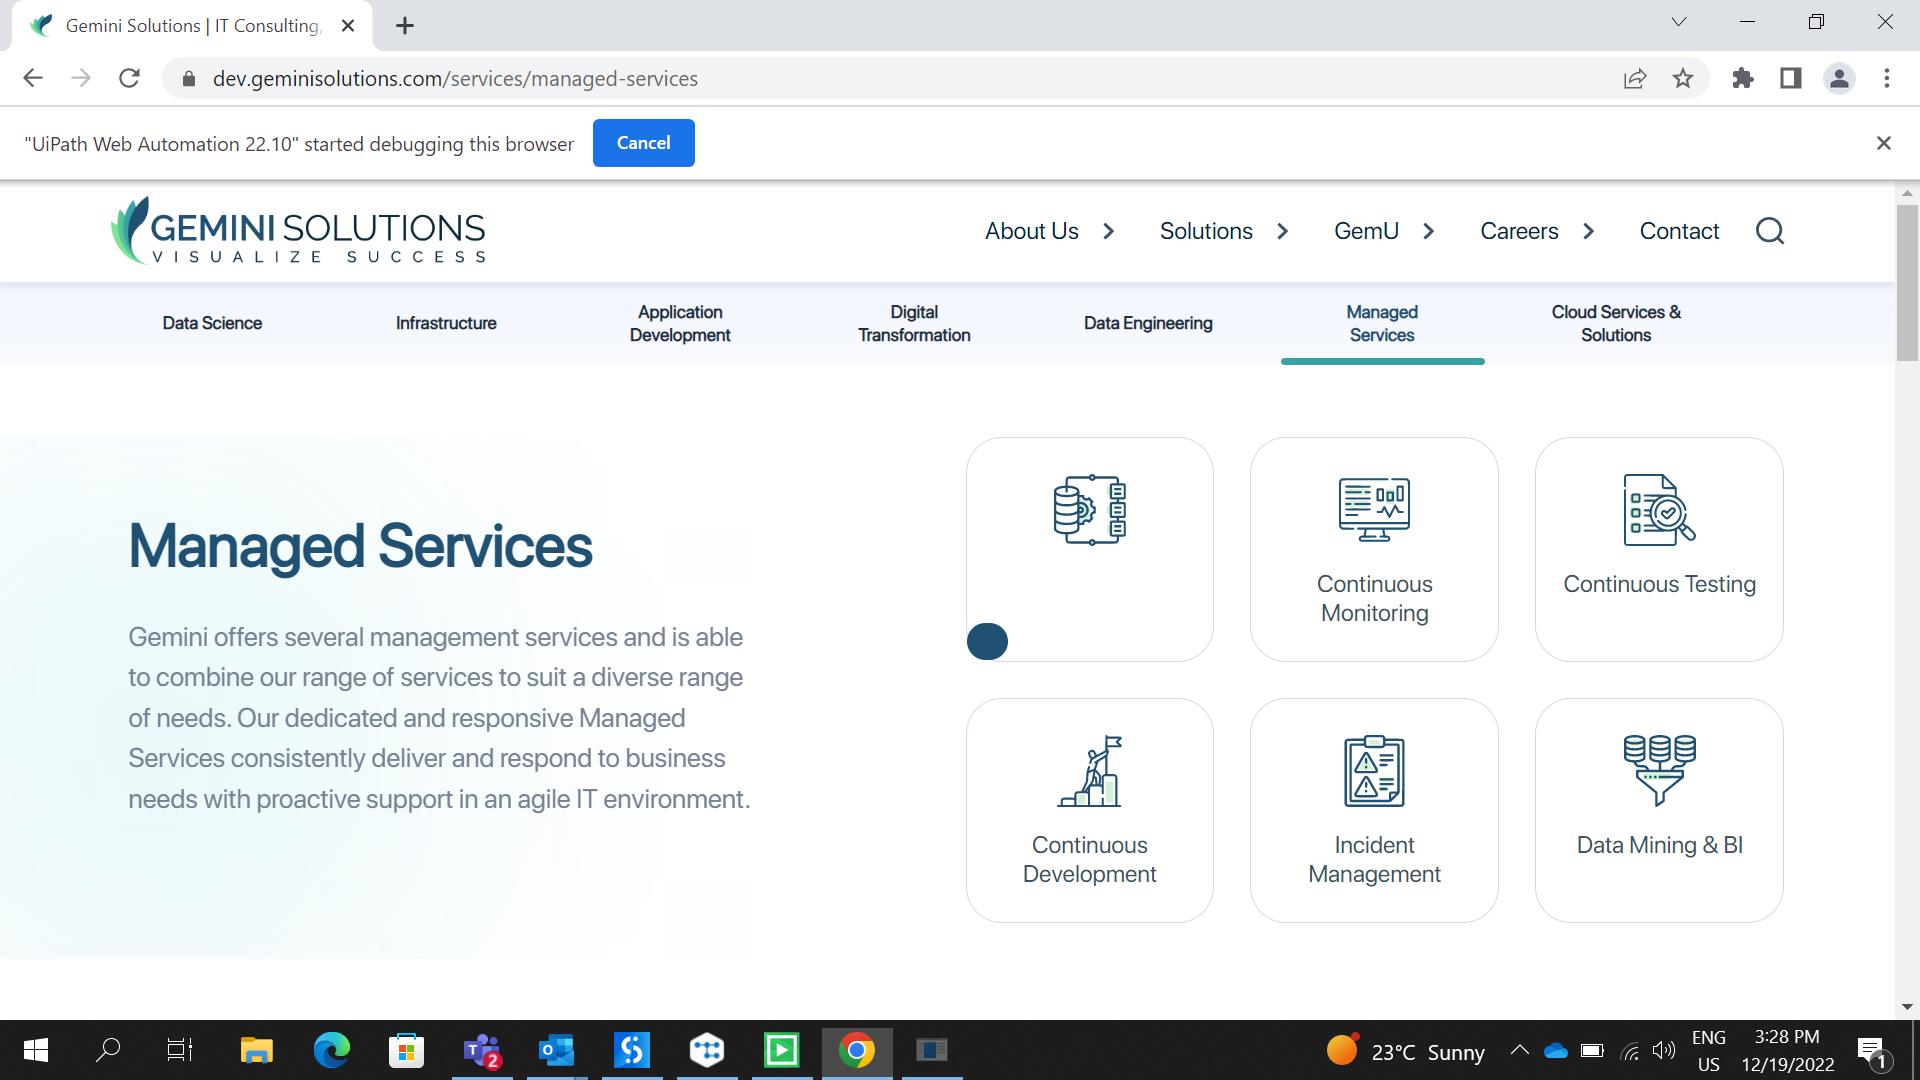 Gemini Solutions | IT Consulting,
dev.geminisolutions.com/services/managed-services
"UiPath Web Automation 22.10" started debugging this browser
Cancel
GEMINI SOLUTIONS
VISUALIZE SUCCESS
About Us
Solutions
GemU
Careers
Contact
Data Science
Infrastructure
Application
Development
Digital
Transformation
Data Engineering
Managed
Services
Cloud Services &
Solutions
Managed Services
Gemini offers several management services and is able
to combine our range of services to suit a diverse range
of needs. Our dedicated and responsive Managed
Services consistently deliver and respond to business
needs with proactive support in an agile IT environment.
Continuous
Monitoring
Continuous Testing
Continuous
Development
Incident
Management
Data Mining & BI
T
2
O
23°C Sunny
ENG
US
3:28 PM
12/19/2022
1